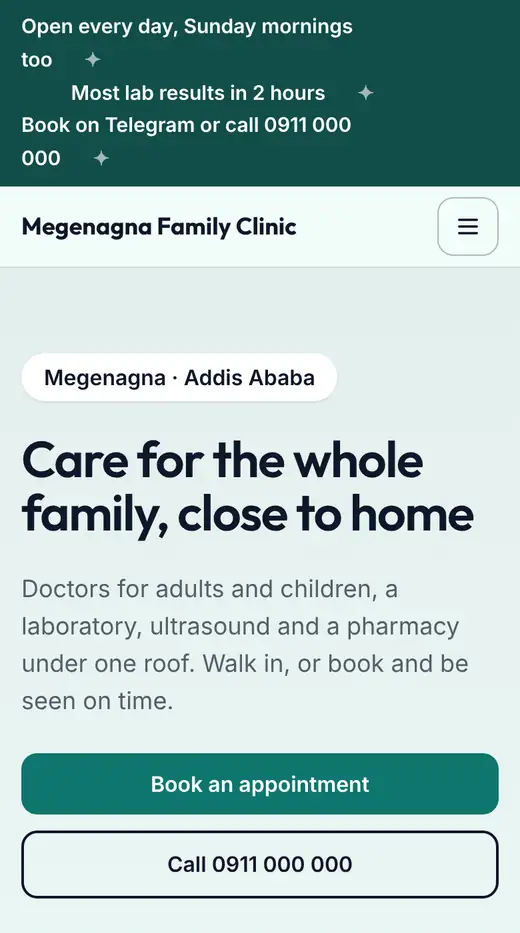 Open every day, Sunday mornings
too ✦
Most lab results in 2 hours ✦
Book on Telegram or call 0911 000
000 ✦
Megenagna Family Clinic
Megenagna · Addis Ababa
Care for the whole
family, close to home
Doctors for adults and children, a
laboratory, ultrasound and a pharmacy
under one roof. Walk in, or book and be
seen on time.
Book an appointment
Call 0911 000 000